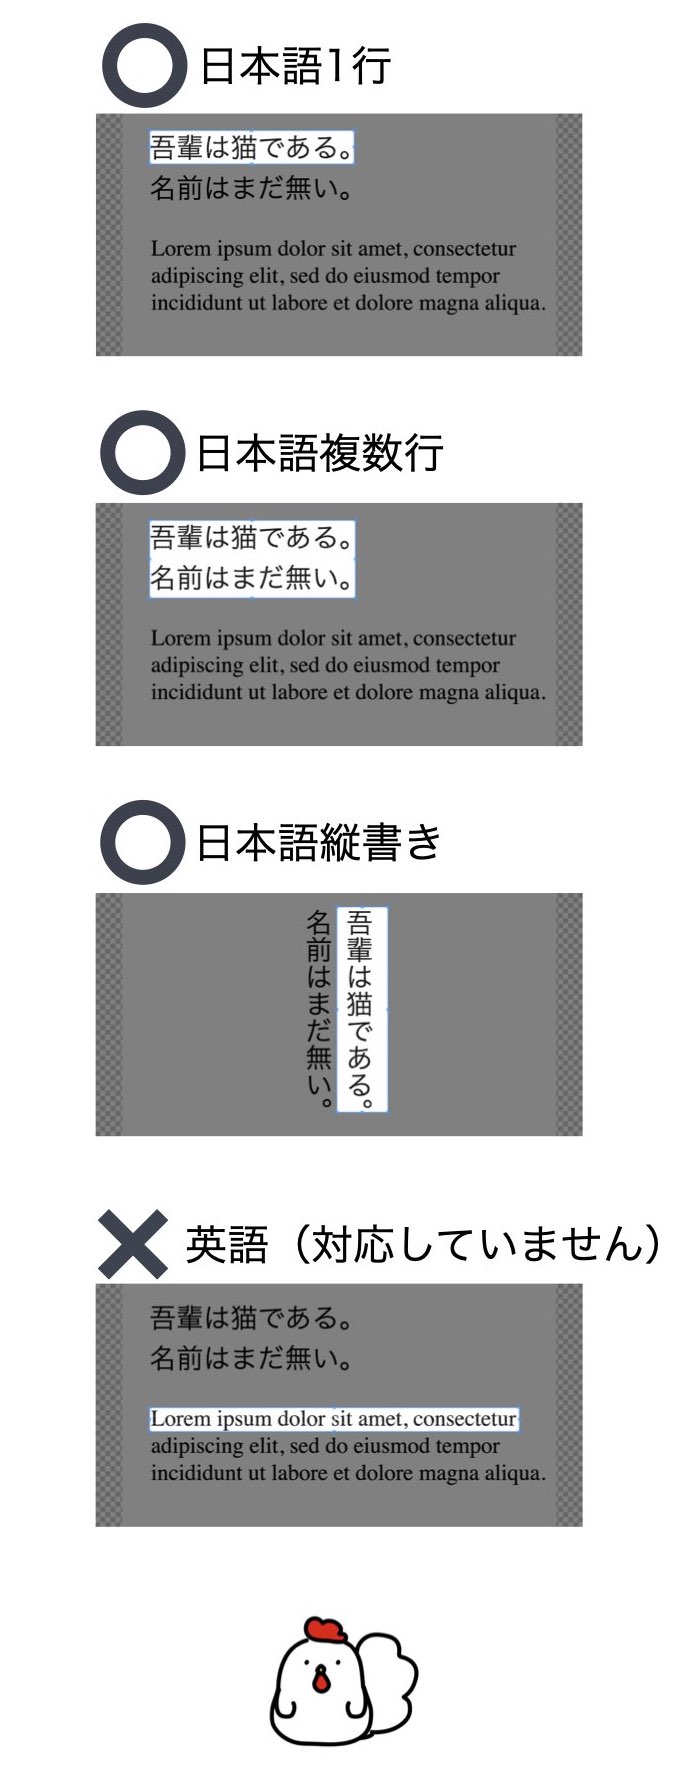 日本語1行
吾輩は猫である。
名前はまだ無い。
Lorem ipsum dolor sit amet, consectetur
adipiscing elit, sed do eiusmod tempor
incididunt ut labore et dolore magna aliqua.
日本語複数行
吾輩は猫である。
名前はまだ無い。
Lorem ipsum dolor sit amet, consectetur
adipiscing elit, sed do eiusmod tempor
incididunt ut labore et dolore magna aliqua.
日本語縦書き
吾輩は猫である。
名前はまだ無い。
英語（対応していません）
吾輩は猫である。
名前はまだ無い。
Lorem ipsum dolor sit amet, consectetur
adipiscing elit, sed do eiusmod tempor
incididunt ut labore et dolore magna aliqua.